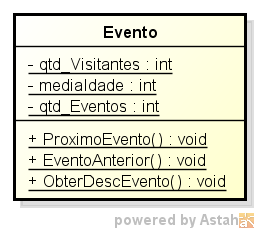 Evento
- qtd_Visitantes : int
- mediaIdade : int
- qtd_Eventos : int
+ ProximoEvento() : void
+ EventoAnterior() : void
+ ObterDescEvento() : void
powered by Astah